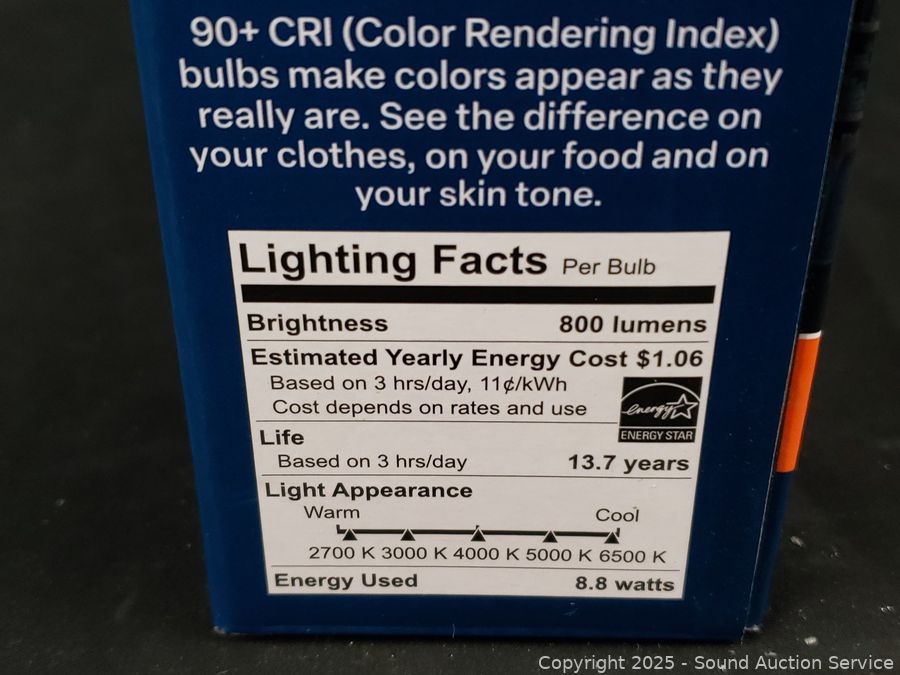 90+ CRI (Color Rendering Index)
bulbs make colors appear as they
really are. See the difference on
your clothes, on your food and on
your skin tone.
Lighting Facts Per Bulb
Brightness 800 lumens
Estimated Yearly Energy Cost $1.06
Based on 3 hrs/day, 11¢/kWh
Cost depends on rates and use
energy
ENERGY STAR
Life
Based on 3 hrs/day 13.7 years
Light Appearance
Warm Cool
2700 K 3000 K 4000 K 5000 K 6500 K
Energy Used 8.8 watts
Copyright 2025 - Sound Auction Service